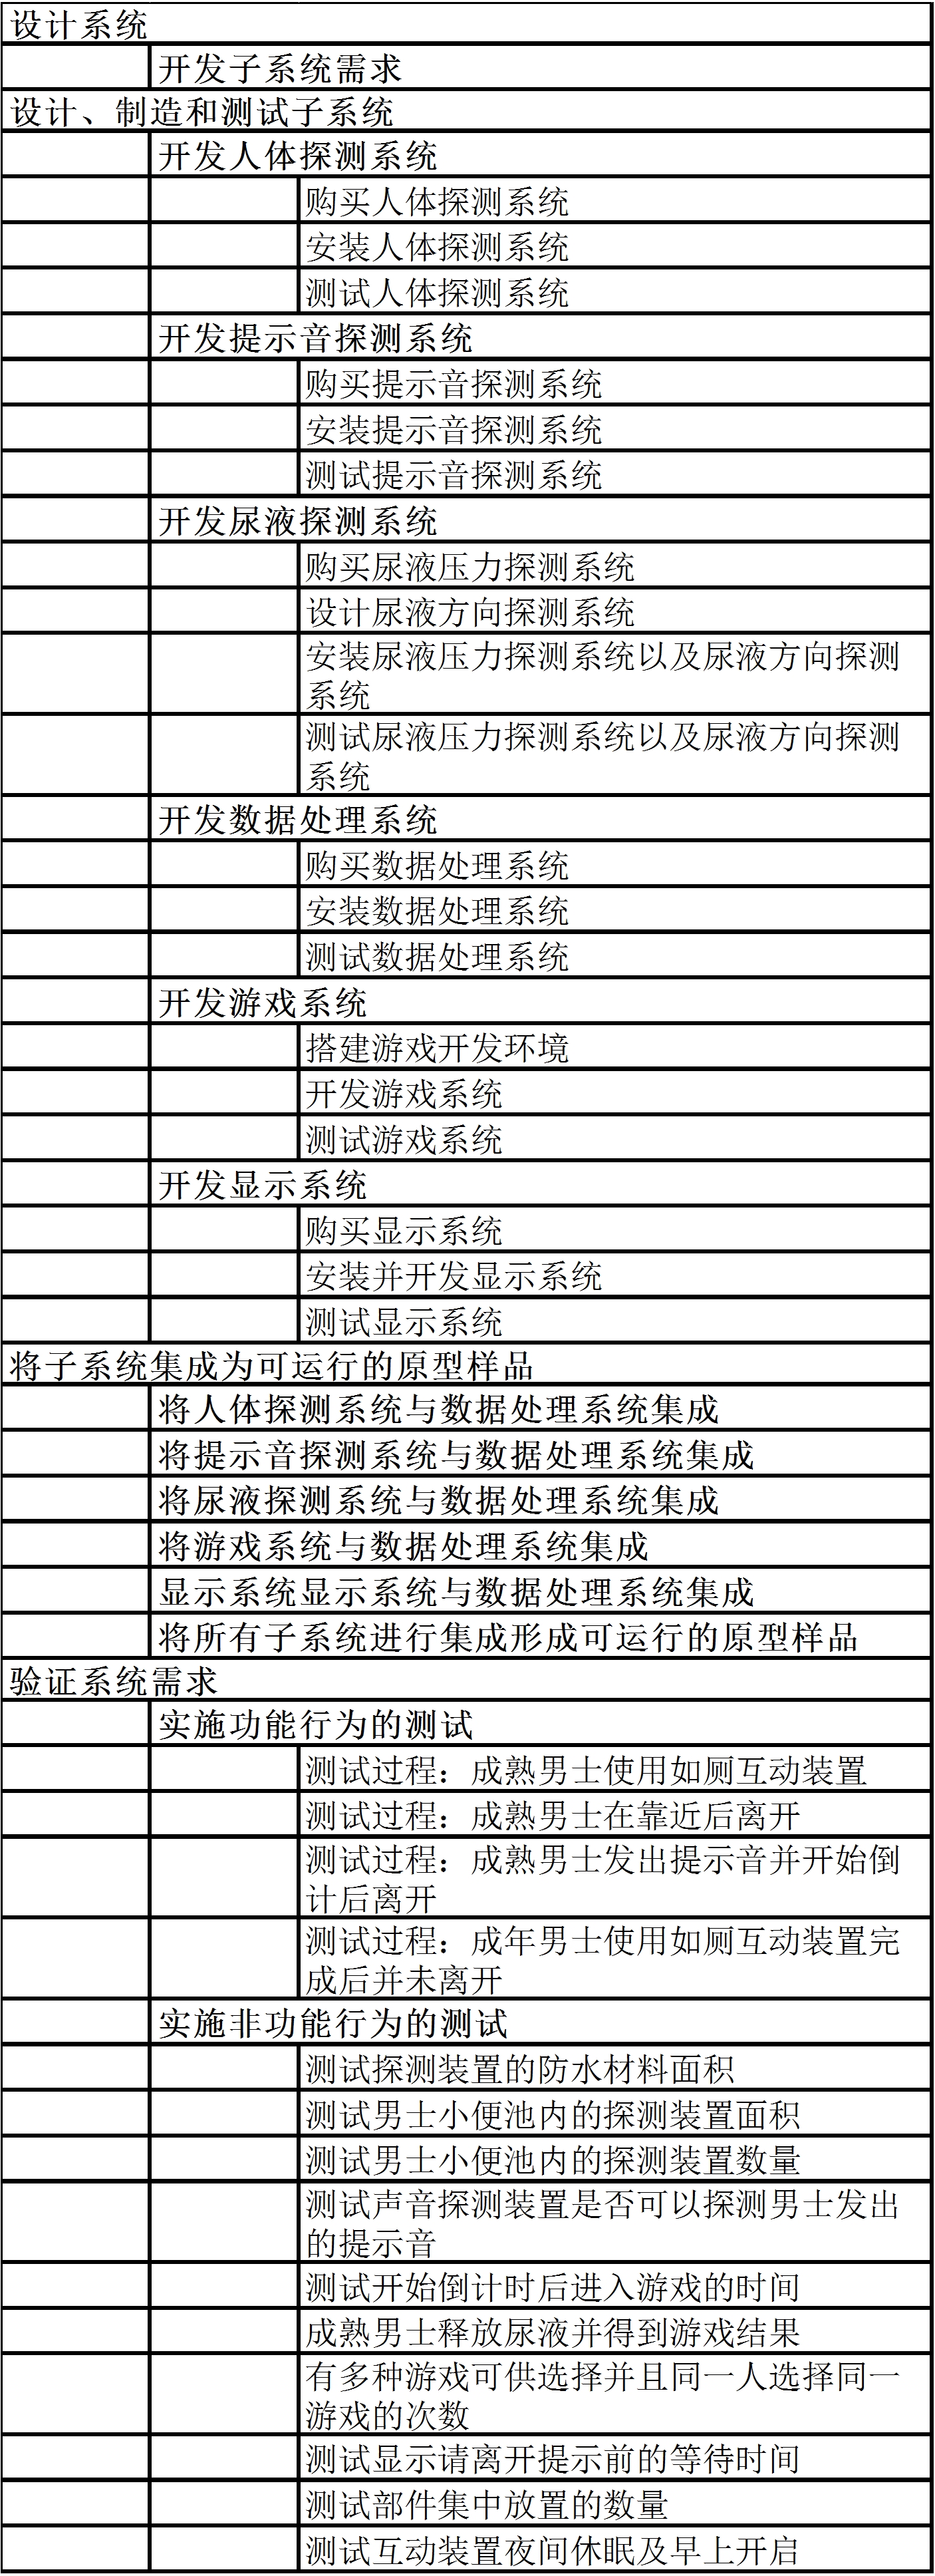 设计系统
开发子系统需求
设计、制造和测试子系统
开发人体探测系统
购买人体探测系统
安装人体探测系统
测试人体探测系统
开发提示音探测系统
购买提示音探测系统
安装提示音探测系统
测试提示音探测系统
开发尿液探测系统
购买尿液压力探测系统
设计尿液方向探测系统
安装尿液压力探测系统以及尿液方向探测
系统
测试尿液压力探测系统以及尿液方向探测
系统
开发数据处理系统
购买数据处理系统
安装数据处理系统
测试数据处理系统
开发游戏系统
搭建游戏开发环境
开发游戏系统
测试游戏系统
开发显示系统
购买显示系统
安装并开发显示系统
测试显示系统
将子系统集成为可运行的原型样品
将人体探测系统与数据处理系统集成
将提示音探测系统与数据处理系统集成
将尿液探测系统与数据处理系统集成
将游戏系统与数据处理系统集成
显示系统显示系统与数据处理系统集成
将所有子系统进行集成形成可运行的原型样品
验证系统需求
实施功能行为的测试
测试过程：成熟男士使用如厕互动装置
测试过程：成熟男士在靠近后离开
测试过程：成熟男士发出提示音并开始倒
计后离开
测试过程：成年男士使用如厕互动装置完
成后并未离开
实施非功能行为的测试
测试探测装置的防水材料面积
测试男士小便池内的探测装置面积
测试男士小便池内的探测装置数量
测试声音探测装置是否可以探测男士发出
的提示音
测试开始倒计时后进入游戏的时间
成熟男士释放尿液并得到游戏结果
有多种游戏可供选择并且同一人选择同一
游戏的次数
测试显示请离开提示前的等待时间
测试部件集中放置的数量
测试互动装置夜间休眠及早上开启